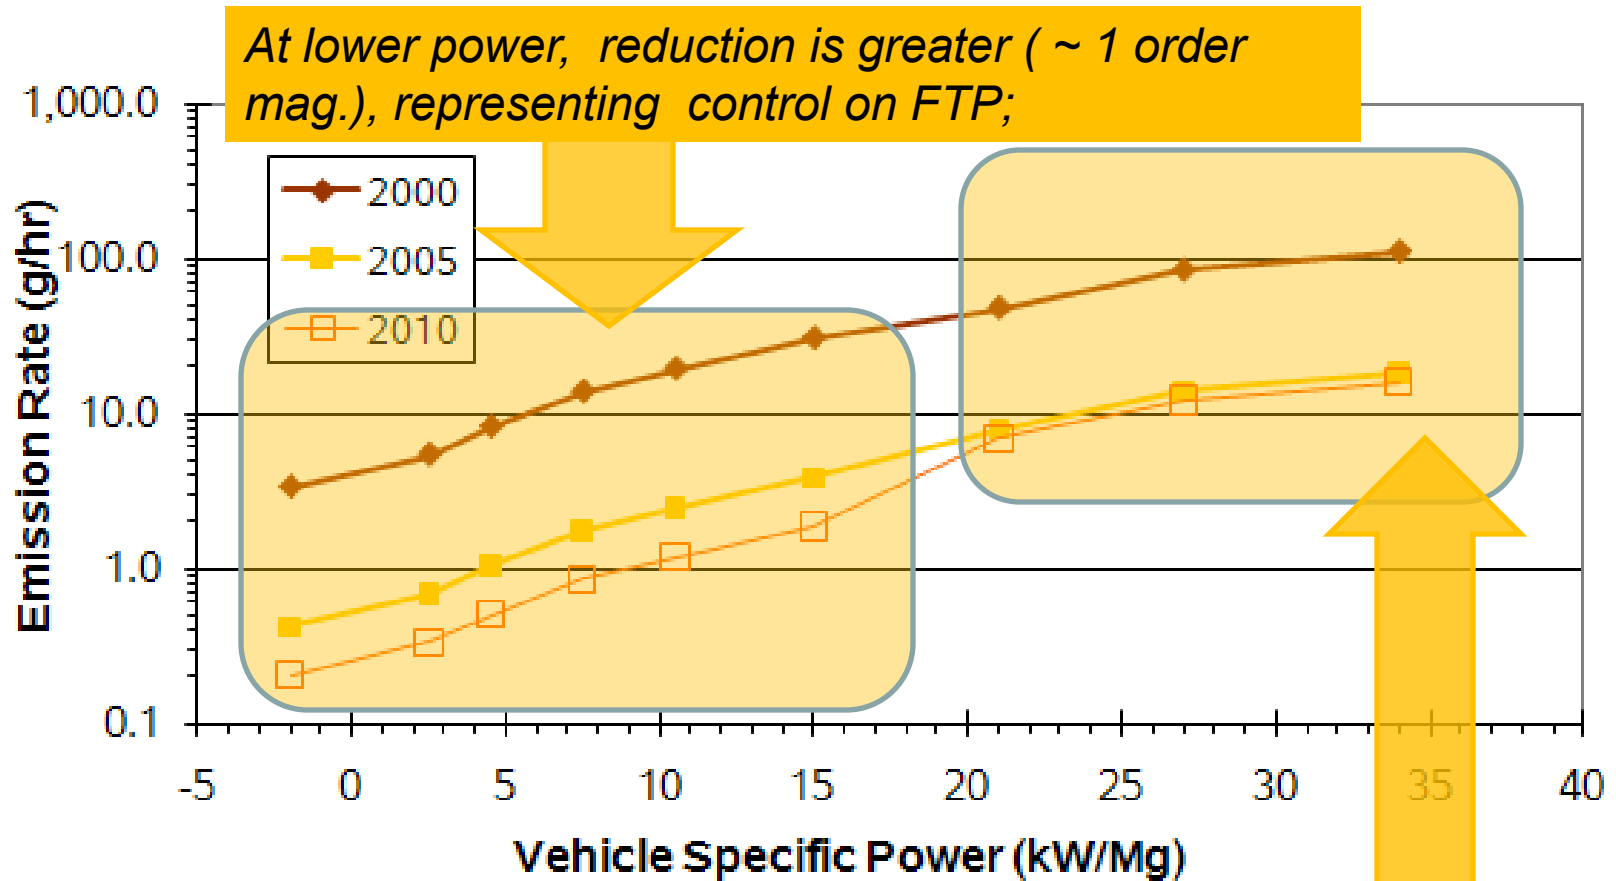 At lower power, reduction is greater ( ~ 1 order
mag.), representing control on FTP;
1,000.0
100.0
10.0
1.0
0.1
Emission Rate (g/hr)
2000
2005
2010
-5 0 5 10 15 20 25 30 35 40
Vehicle Specific Power (kW/Mg)